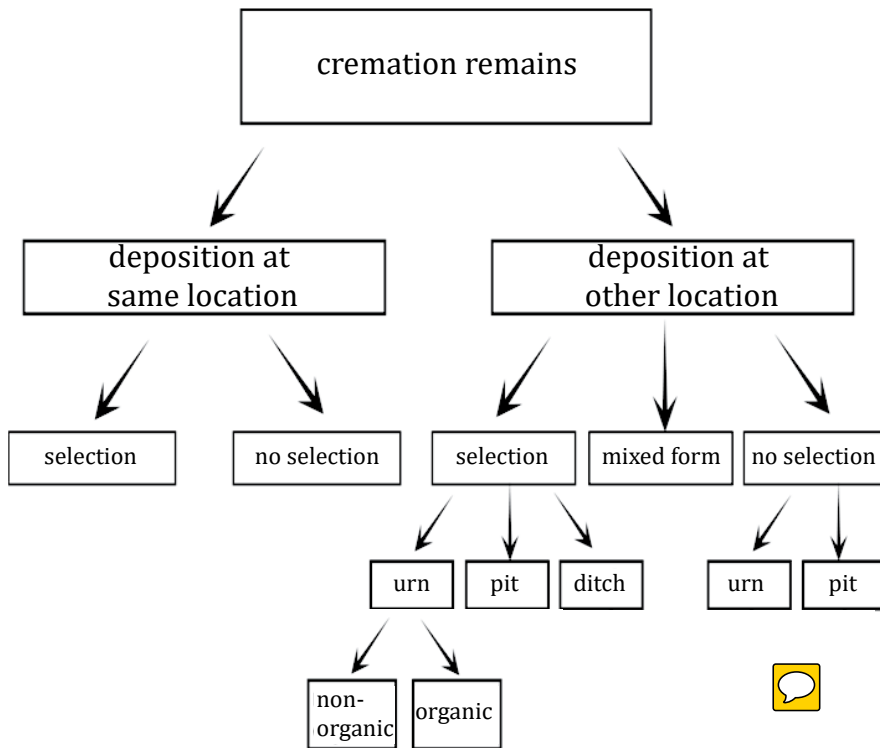 cremation remains
deposition at
same location
deposition at
other location
selection
no selection
selection
mixed form
no selection
urn
pit
ditch
urn
pit
non-
organic
organic